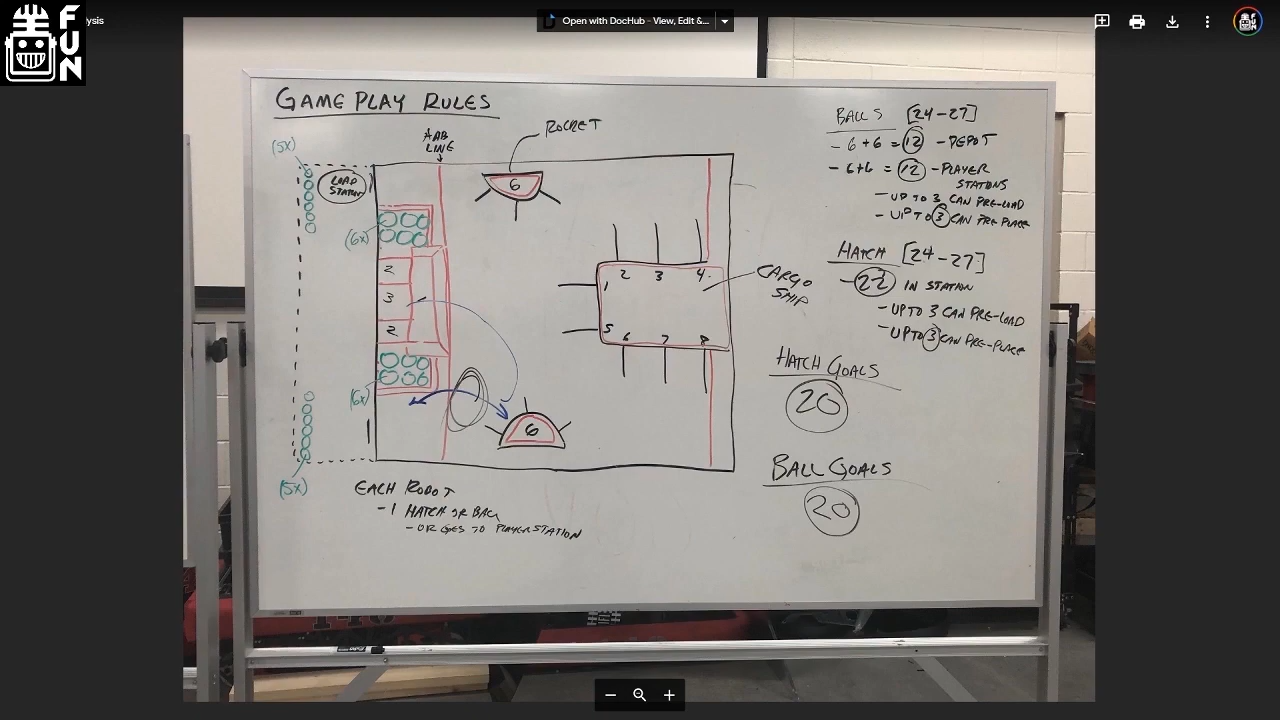 FUN
ysis
Open with DocHub - View, Edit &...
GAME PLAY RULES
HAB
LINE
ROCKET
(5X)
LOAD
STATION
6
(6X)
2
3
2
(6X)
6
(5X)
1
2
3
4
5
6
7
8
CARGO
SHIP
EACH ROBOT
- 1 HATCH OR BALL
- OR GOES TO PLAYER STATION
BALLS [24-27]
- 6+6 = 12 - DEPOT
- 6+6 = 12 - PLAYER
STATIONS
- UP TO 3 CAN PRE-LOAD
- UP TO 3 CAN PRE PLACE
HATCH [24-27]
- 22 IN STATION
- UP TO 3 CAN PRE-LOAD
- UP TO 3 CAN PRE-PLACE
HATCH GOALS
20
BALL GOALS
20